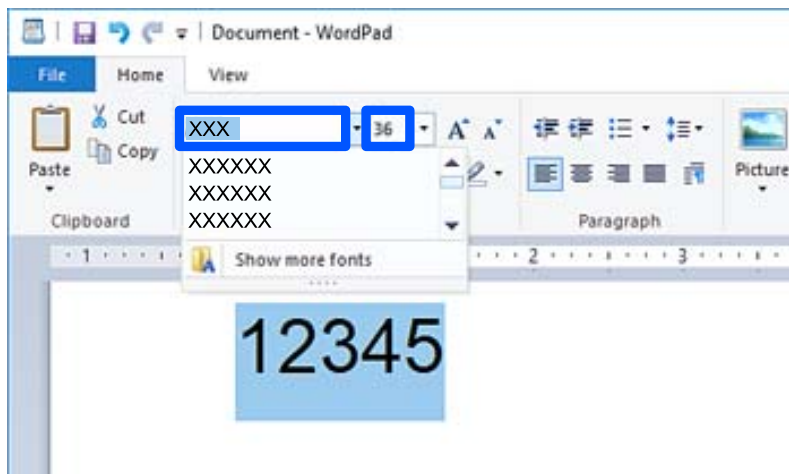 Document - WordPad
File Home View
Cut
XXX 36 A A
Copy
XXXXXX
Paste
Picture
XXXXXX
XXXXXX
Clipboard Paragraph
1 2 3
Show more fonts
12345